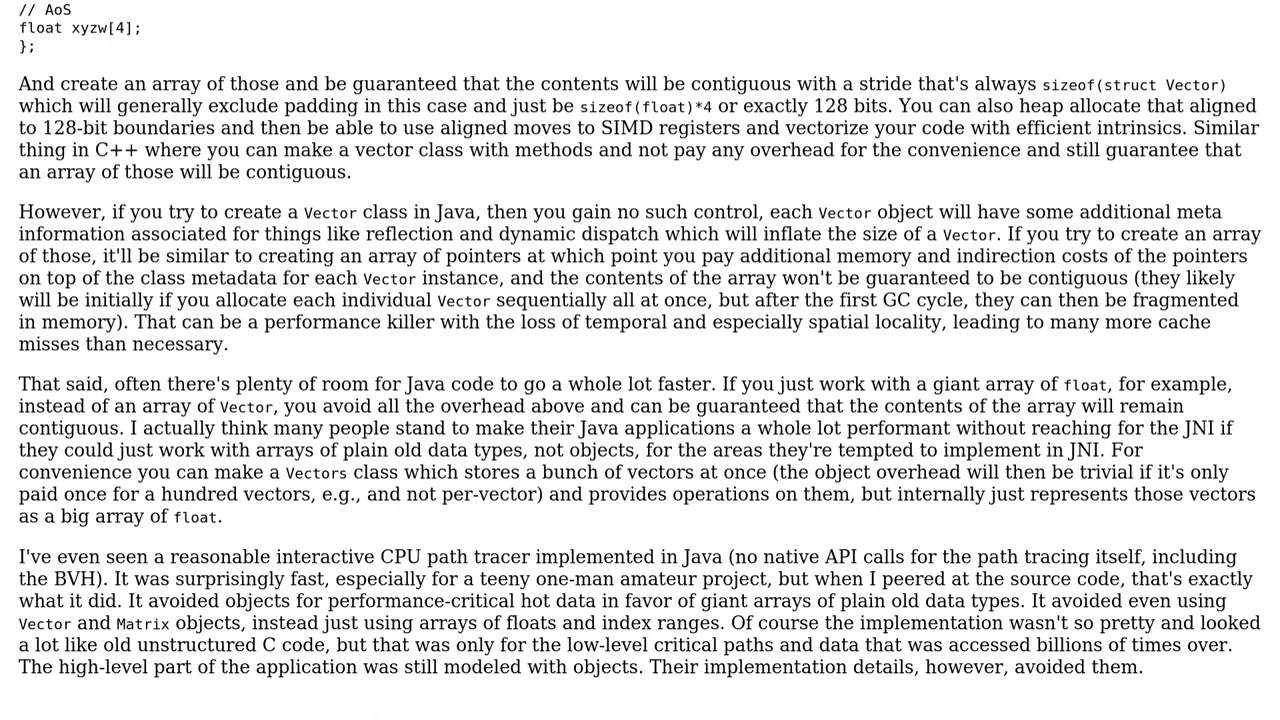 // AoS
float xyzw[4];
};
And create an array of those and be guaranteed that the contents will be contiguous with a stride that's always sizeof(struct Vector)
which will generally exclude padding in this case and just be sizeof(float)*4 or exactly 128 bits. You can also heap allocate that aligned
to 128-bit boundaries and then be able to use aligned moves to SIMD registers and vectorize your code with efficient intrinsics. Similar
thing in C++ where you can make a vector class with methods and not pay any overhead for the convenience and still guarantee that
an array of those will be contiguous.
However, if you try to create a Vector class in Java, then you gain no such control, each Vector object will have some additional meta
information associated for things like reflection and dynamic dispatch which will inflate the size of a Vector. If you try to create an array
of those, it'll be similar to creating an array of pointers at which point you pay additional memory and indirection costs of the pointers
on top of the class metadata for each Vector instance, and the contents of the array won't be guaranteed to be contiguous (they likely
will be initially if you allocate each individual Vector sequentially all at once, but after the first GC cycle, they can then be fragmented
in memory). That can be a performance killer with the loss of temporal and especially spatial locality, leading to many more cache
misses than necessary.
That said, often there's plenty of room for Java code to go a whole lot faster. If you just work with a giant array of float, for example,
instead of an array of Vector, you avoid all the overhead above and can be guaranteed that the contents of the array will remain
contiguous. I actually think many people stand to make their Java applications a whole lot performant without reaching for the JNI if
they could just work with arrays of plain old data types, not objects, for the areas they're tempted to implement in JNI. For
convenience you can make a Vectors class which stores a bunch of vectors at once (the object overhead will then be trivial if it's only
paid once for a hundred vectors, e.g., and not per-vector) and provides operations on them, but internally just represents those vectors
as a big array of float.
I've even seen a reasonable interactive CPU path tracer implemented in Java (no native API calls for the path tracing itself, including
the BVH). It was surprisingly fast, especially for a teeny one-man amateur project, but when I peered at the source code, that's exactly
what it did. It avoided objects for performance-critical hot data in favor of giant arrays of plain old data types. It avoided even using
Vector and Matrix objects, instead just using arrays of floats and index ranges. Of course the implementation wasn't so pretty and looked
a lot like old unstructured C code, but that was only for the low-level critical paths and data that was accessed billions of times over.
The high-level part of the application was still modeled with objects. Their implementation details, however, avoided them.